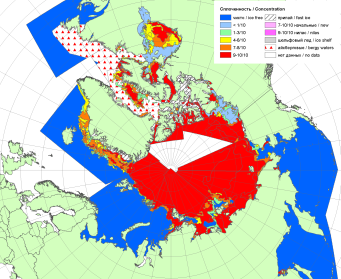 Сплоченность / Concentration
чисто / ice free
< 1/10
1-3/10
4-6/10
7-8/10
9-10/10
припай / fast ice
7-10/10 начальные / new
9-10/10 нилас / nilas
шельфовый лед / ice shelf
айсберговые / bergy waters
нет данных / no data